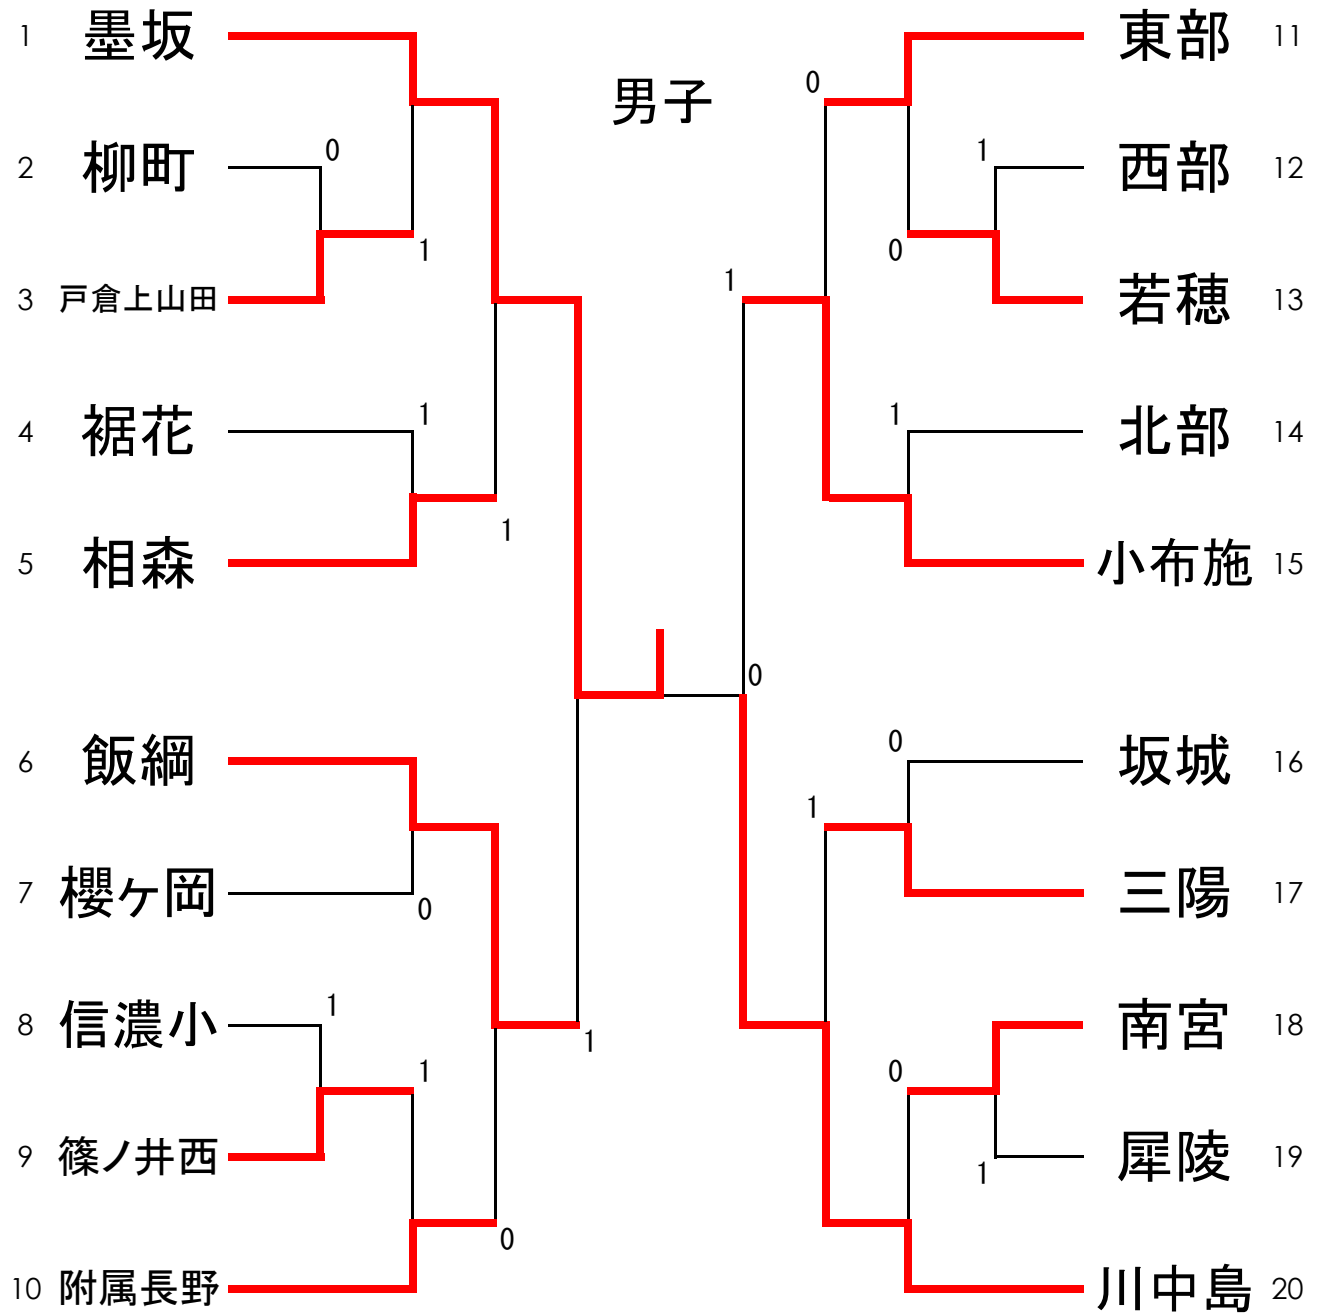 男子
1 墨坂
2 柳町 0
1
3 戸倉上山田
4 裾花 1
1
5 相森
6 飯綱
7 櫻ヶ岡 0
8 信濃小 1
1
1
9 篠ノ井西
10 附属長野 0
0
東部 11
1 西部 12
0
1
若穂 13
1 北部 14
小布施 15
0
0 坂城 16
1
三陽 17
南宮 18
0
1 犀陵 19
川中島 20